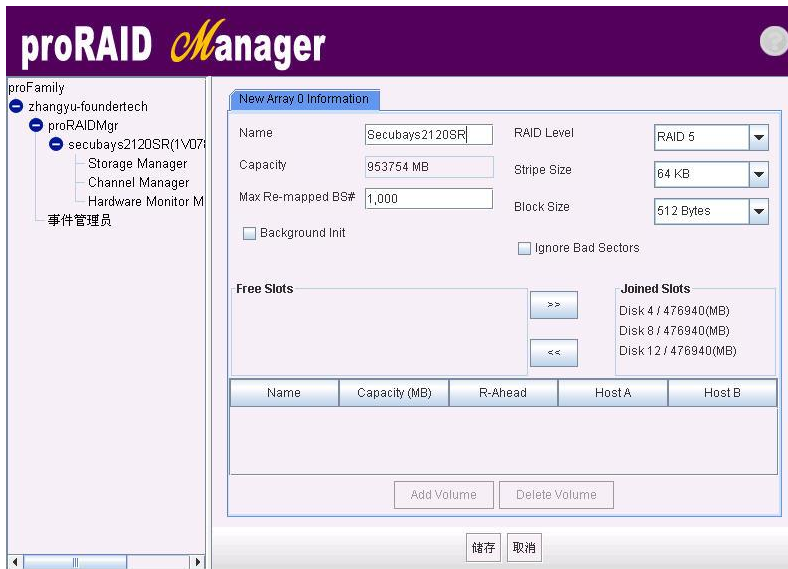 proRAID Manager
?
proFamily
zhangyu-foundertech
proRAIDMgr
secubays2120SR(1V078
Storage Manager
Channel Manager
Hardware Monitor M
事件管理员
New Array 0 Information
Name
Secubays2120SR
RAID Level
RAID 5
Capacity
953754 MB
Stripe Size
64 KB
Max Re-mapped BS#
1,000
Block Size
512 Bytes
Background Init
Ignore Bad Sectors
Free Slots
>>
<<
Joined Slots
Disk 4 / 476940(MB)
Disk 8 / 476940(MB)
Disk 12 / 476940(MB)
Name Capacity (MB) R-Ahead Host A Host B
Add Volume Delete Volume
储存 取消